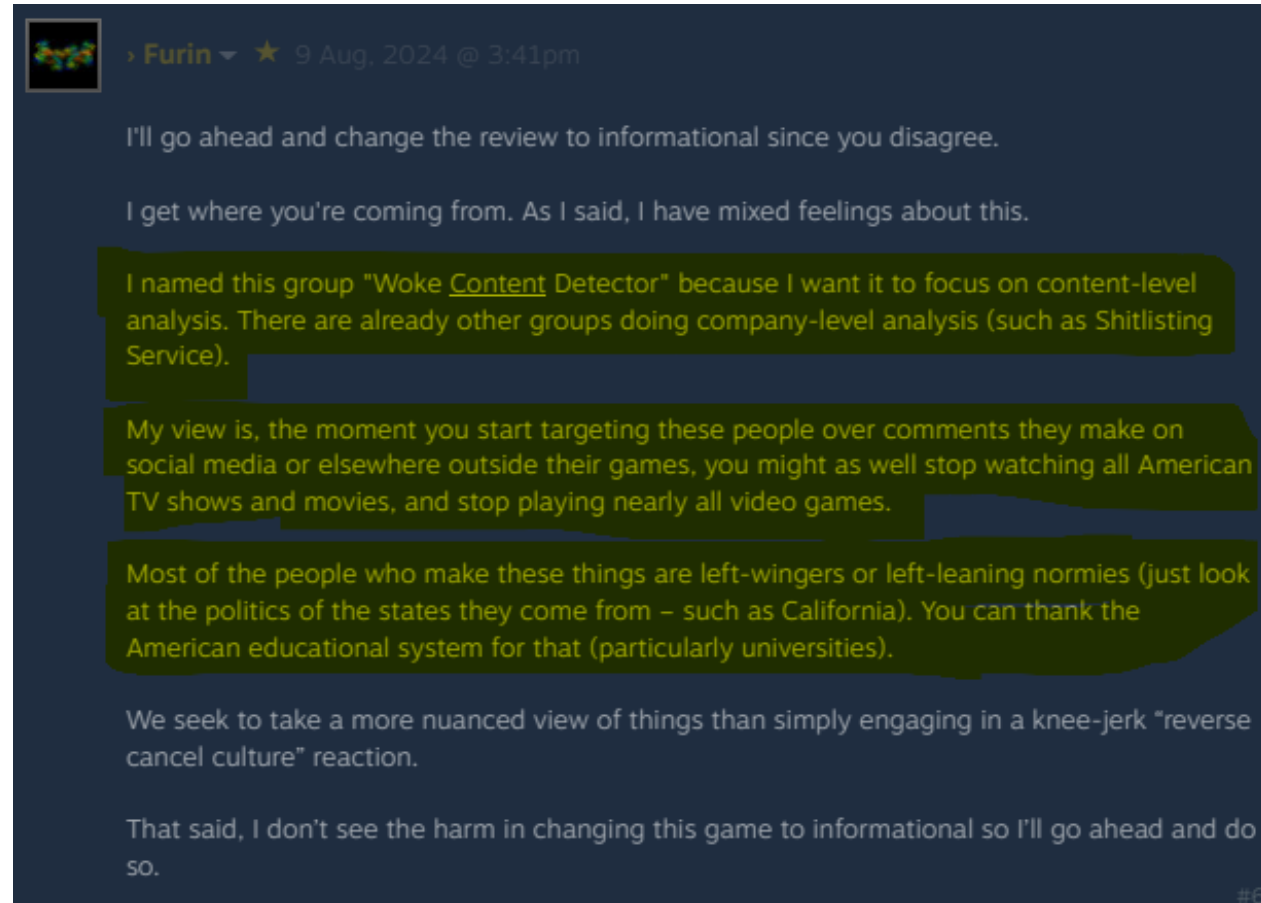 › Furin ★ 9 Aug, 2024 @ 3:41pm
I'll go ahead and change the review to informational since you disagree.
I get where you're coming from. As I said, I have mixed feelings about this.
I named this group "Woke Content Detector" because I want it to focus on content-level
analysis. There are already other groups doing company-level analysis (such as Shitlisting
Service).
My view is, the moment you start targeting these people over comments they make on
social media or elsewhere outside their games, you might as well stop watching all American
TV shows and movies, and stop playing nearly all video games.
Most of the people who make these things are left-wingers or left-leaning normies (just look
at the politics of the states they come from – such as California). You can thank the
American educational system for that (particularly universities).
We seek to take a more nuanced view of things than simply engaging in a knee-jerk “reverse
cancel culture” reaction.
That said, I don’t see the harm in changing this game to informational so I’ll go ahead and do
so.